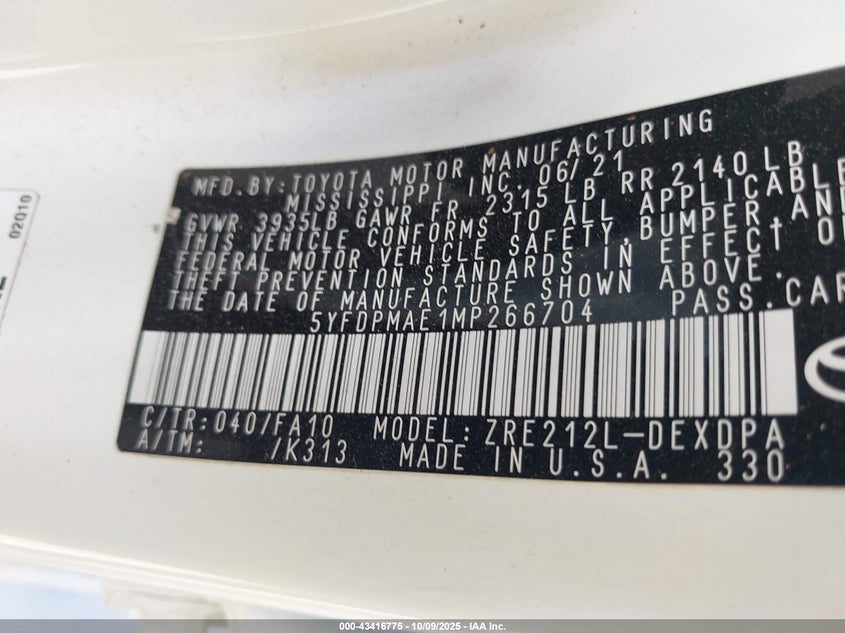 MFD. BY: TOYOTA MOTOR MANUFACTURING
MISSISSIPPI INC. 06/21
GVWR 3935LB GAWR FR 2315 LB RR 2140 LB
THIS VEHICLE CONFORMS TO ALL APPLICABLE
FEDERAL MOTOR VEHICLE SAFETY, BUMPER, AND
THEFT PREVENTION STANDARDS IN EFFECT
THE DATE OF MANUFACTURE SHOWN ABOVE.
5YFDPMAE1MP266704 PASS. CAR
C/TR: 040/FA10 MODEL: ZRE212L-DEXDPA
A/TM: /K313 MADE IN U.S.A. 330
02010
000-43416775 - 10/09/2025 - IAA Inc.